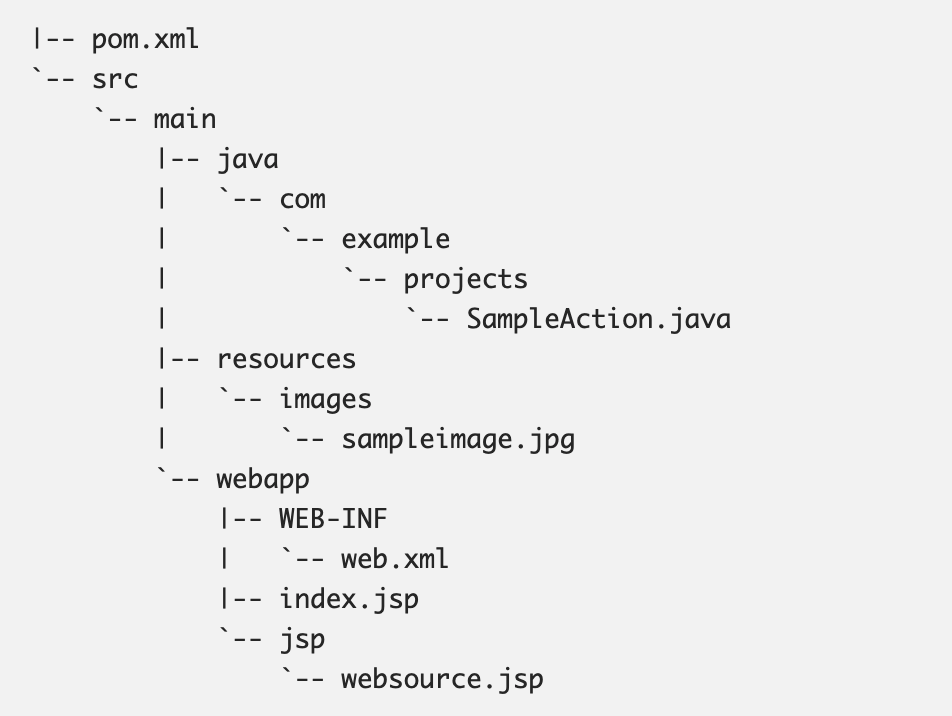 |-- pom.xml
`-- src
    `-- main
        |-- java
        |   `-- com
        |       `-- example
        |           `-- projects
        |               `-- SampleAction.java
        |-- resources
        |   `-- images
        |       `-- sampleimage.jpg
        `-- webapp
            |-- WEB-INF
            |   `-- web.xml
            |-- index.jsp
            `-- jsp
                `-- websource.jsp